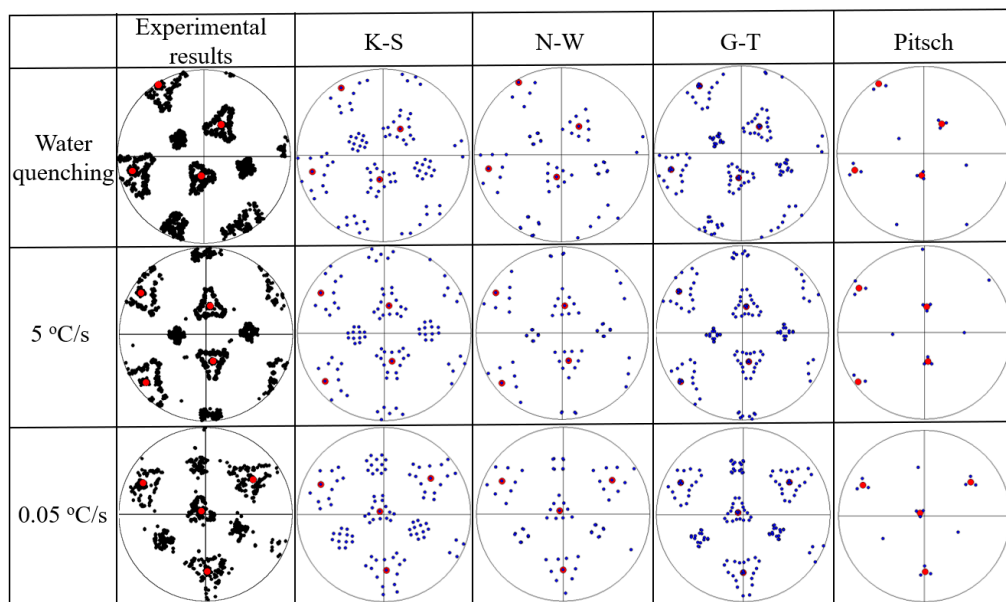 Experimental
results
K-S
N-W
G-T
Pitsch
Water
quenching
5 °C/s
0.05 °C/s